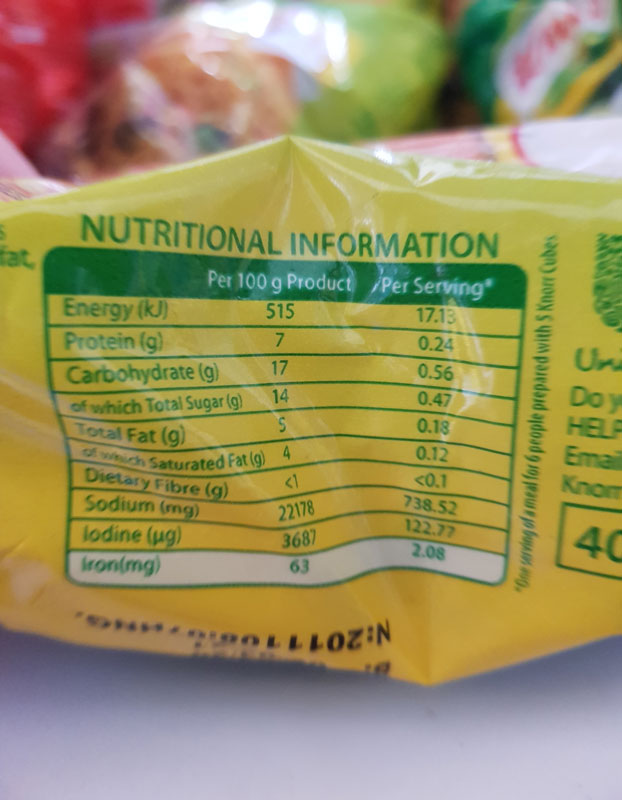 NUTRITIONAL INFORMATION
Per 100 g Product Per Serving*
Energy (kJ) 515 17.13
Protein (g) 7 0.24
Carbohydrate (g) 17 0.56
of which Total Sugar (g) 14 0.47
Total Fat (g) 5 0.18
of which Saturated Fat (g) 4 0.12
Dietary Fibre (g) <1 <0.1
Sodium (mg) 22178 738.52
Iodine (µg) 3687 122.77
Iron(mg) 63 2.08
*One serving of a meal for 6 people prepared with 5 Knorr Cubes
fat,
Do
HELP
Email
Knorr
40